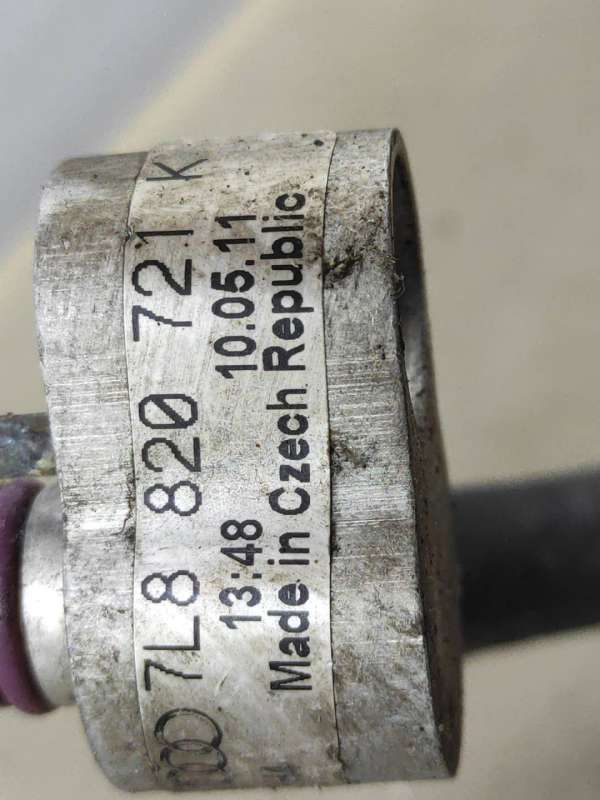 7L8 820 721 K
13:48 10.05.11
Made in Czech Republic